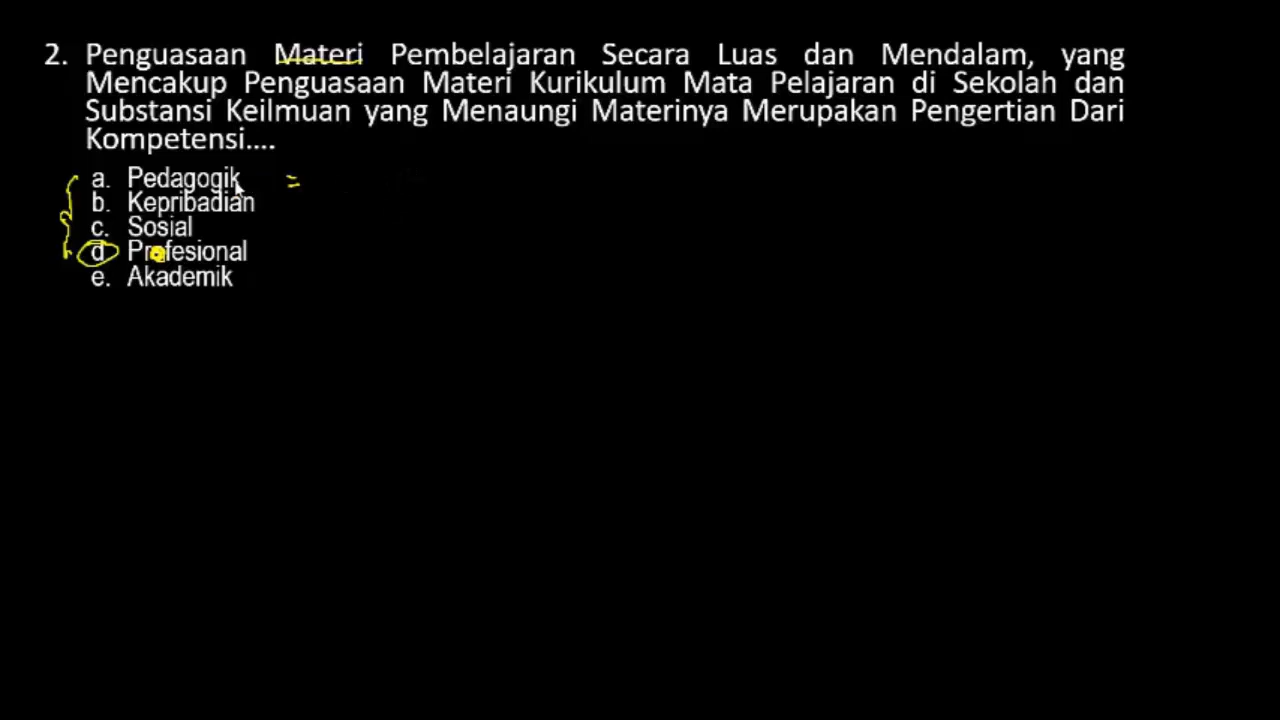 2. Penguasaan Materi Pembelajaran Secara Luas dan Mendalam, yang
Mencakup Penguasaan Materi Kurikulum Mata Pelajaran di Sekolah dan
Substansi Keilmuan yang Menaungi Materinya Merupakan Pengertian Dari
Kompetensi....
a. Pedagogik =
b. Kepribadian
c. Sosial
d. Profesional
e. Akademik